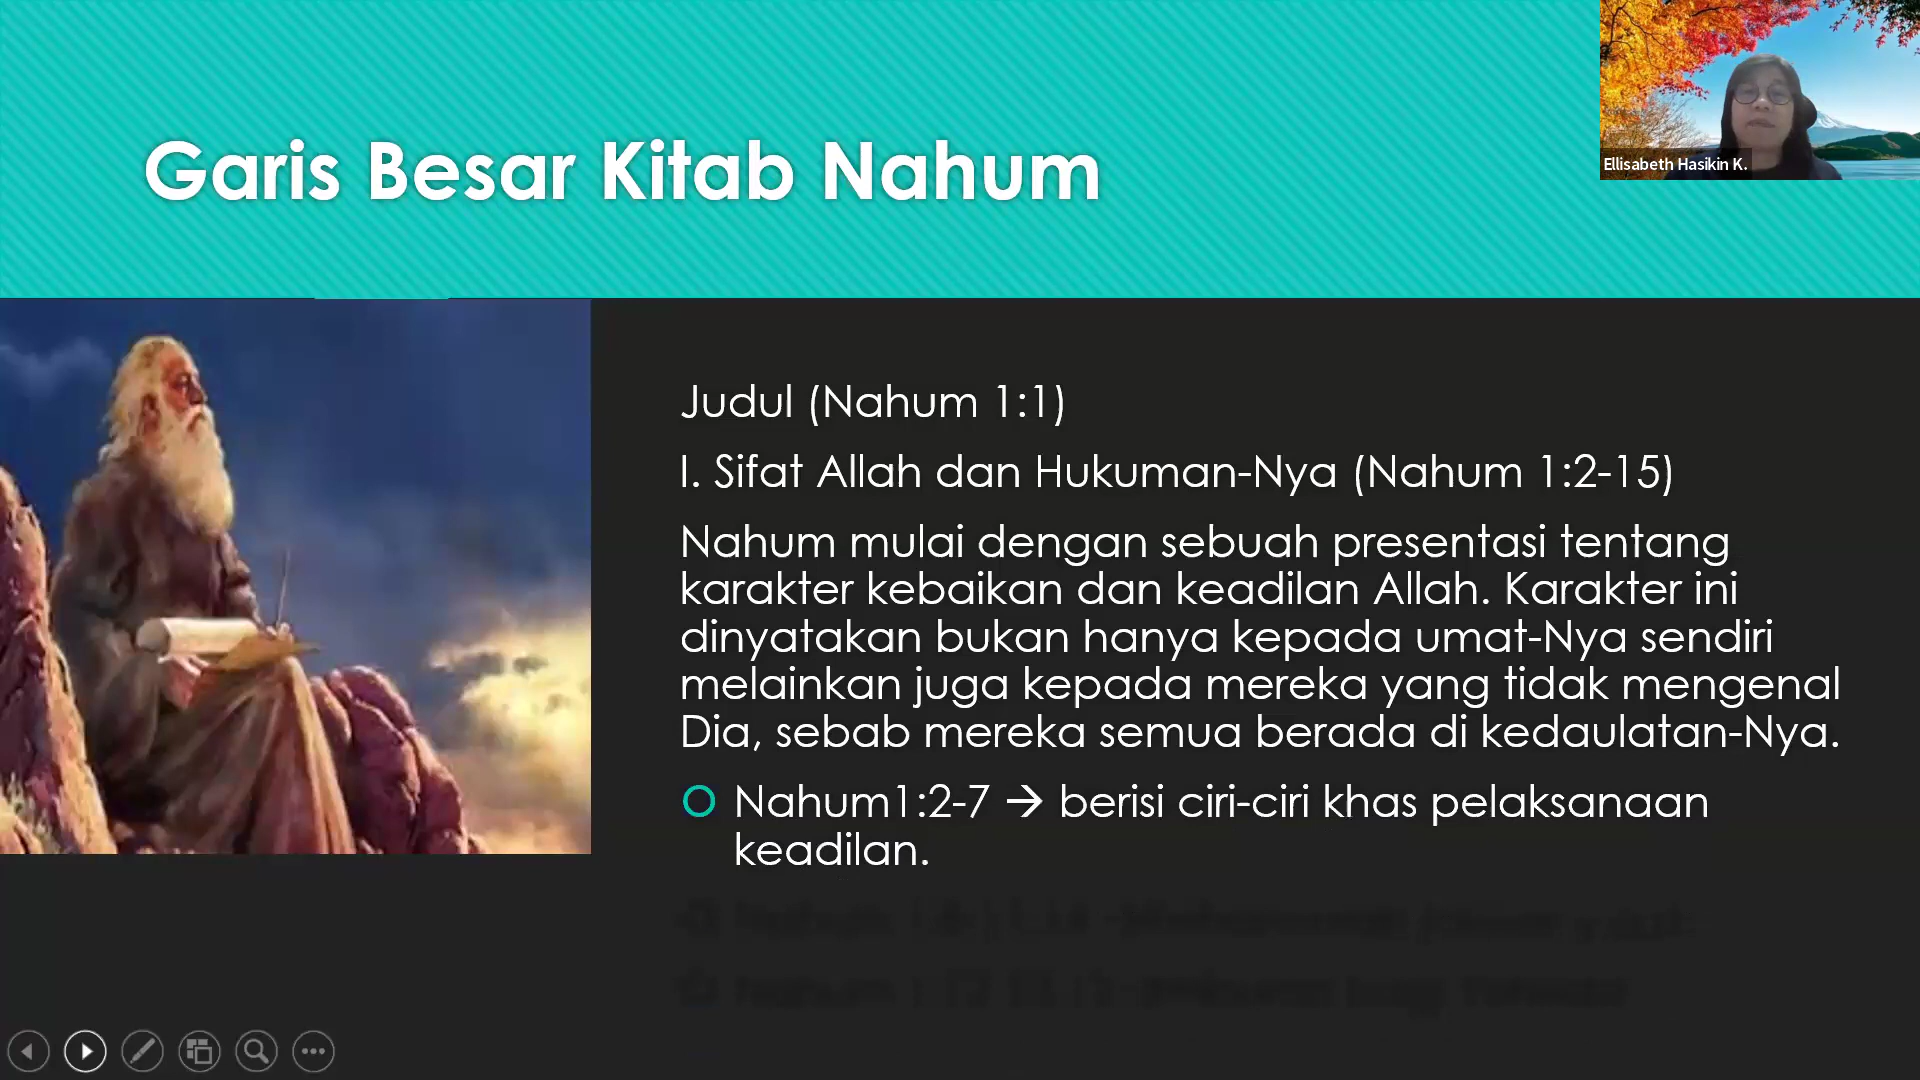 Garis Besar Kitab Nahum
Ellisabeth Hasikin K.
Judul (Nahum 1:1)
I. Sifat Allah dan Hukuman-Nya (Nahum 1:2-15)
Nahum mulai dengan sebuah presentasi tentang
karakter kebaikan dan keadilan Allah. Karakter ini
dinyatakan bukan hanya kepada umat-Nya sendiri
melainkan juga kepada mereka yang tidak mengenal
Dia, sebab mereka semua berada di kedaulatan-Nya.
Nahum1:2-7 → berisi ciri-ciri khas pelaksanaan
keadilan.